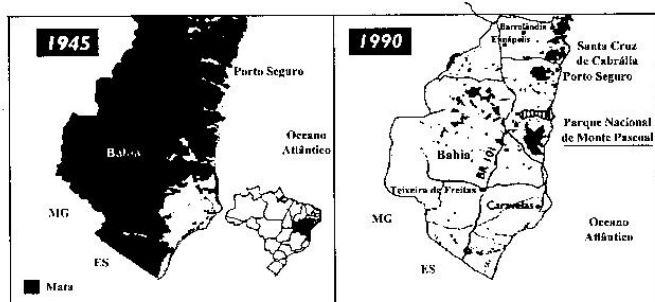 1945
Porto Seguro
Oceano
Atlântico
Bahia
MG
ES
Mata
1990
Barrolândia
Eunápolis
Santa Cruz
de Cabrália
Porto Seguro
Parque Nacional
de Monte Pascoal
Bahia
BR 101
Teixeira de Freitas
Caravelas
MG
Oceano
Atlântico
ES